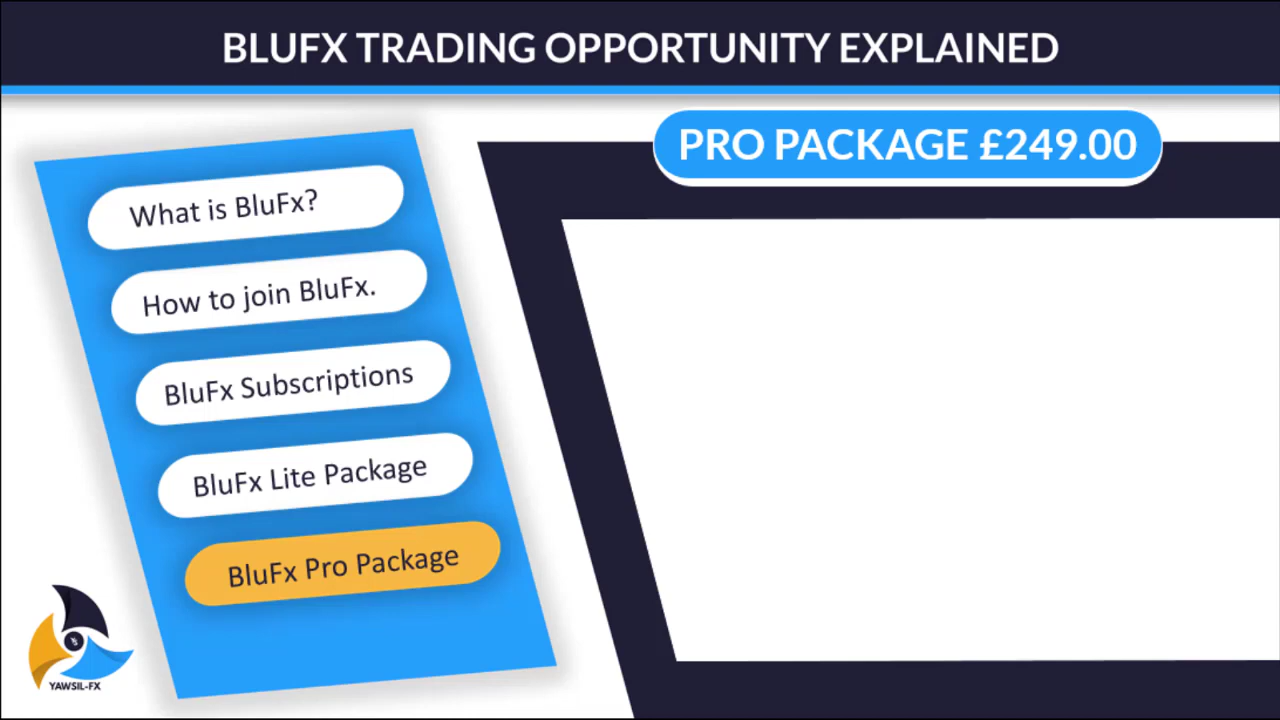 BLUFX TRADING OPPORTUNITY EXPLAINED
PRO PACKAGE £249.00
What is BluFx?
How to join BluFx.
BluFx Subscriptions
BluFx Lite Package
BluFx Pro Package
YAWSIL-FX